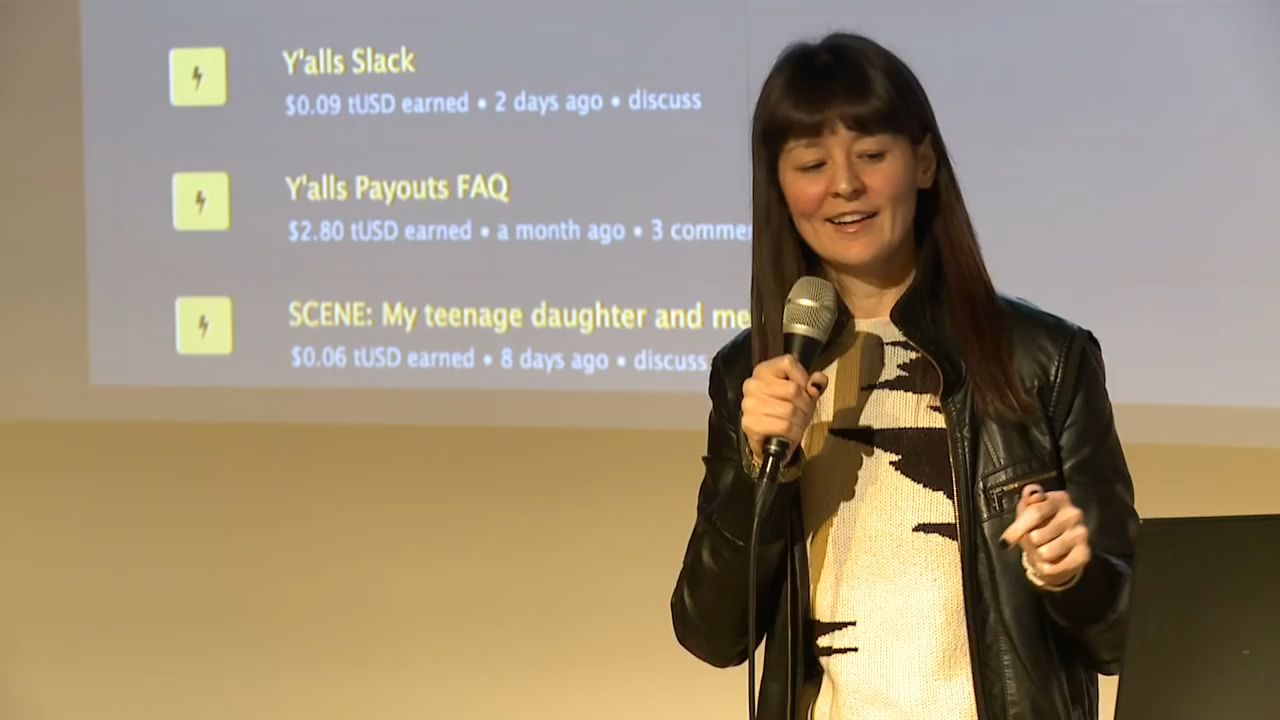 Y'alls Slack
$0.09 tUSD earned • 2 days ago • discuss
Y'alls Payouts FAQ
$2.80 tUSD earned • a month ago • 3
SCENE: My teenage daughter and me
$0.06 tUSD earned • 8 days ago • discuss